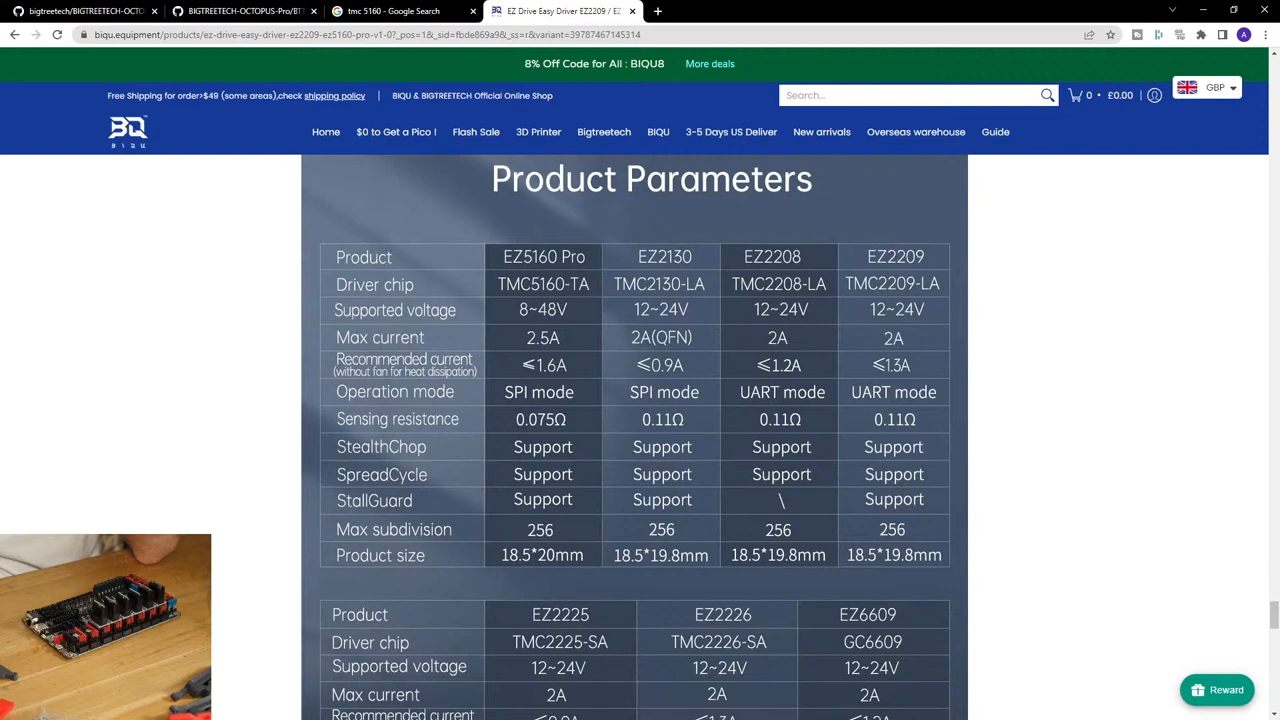 bigtreetech/BIGTREETECH-OCTO
BIGTREETECH-OCTOPUS-Pro/BT
tmc 5160 - Google Search
EZ Drive Easy Driver EZ2209 / EZ
biqu.equipment/products/ez-drive-easy-driver-ez2209-ez5160-pro-v1-0?_pos=1&_sid=fbde869a9&_ss=r&variant=39787467145314
A
8% Off Code for All : BIQU8 More deals
Free Shipping for order>$49 (some areas),check shipping policy
BIQU & BIGTREETECH Official Online Shop
Search...
0 • £0.00
GBP
BIQU
Home $0 to Get a Pico ! Flash Sale 3D Printer Bigtreetech BIQU 3-5 Days US Deliver New arrivals Overseas warehouse Guide
Product Parameters
Product EZ5160 Pro EZ2130 EZ2208 EZ2209
Driver chip TMC5160-TA TMC2130-LA TMC2208-LA TMC2209-LA
Supported voltage 8~48V 12~24V 12~24V 12~24V
Max current 2.5A 2A(QFN) 2A 2A
Recommended current ≤1.6A ≤0.9A ≤1.2A ≤1.3A
(without fan for heat dissipation)
Operation mode SPI mode SPI mode UART mode UART mode
Sensing resistance 0.075Ω 0.11Ω 0.11Ω 0.11Ω
StealthChop Support Support Support Support
SpreadCycle Support Support Support Support
StallGuard Support Support \ Support
Max subdivision 256 256 256 256
Product size 18.5*20mm 18.5*19.8mm 18.5*19.8mm 18.5*19.8mm
Product EZ2225 EZ2226 EZ6609
Driver chip TMC2225-SA TMC2226-SA GC6609
Supported voltage 12~24V 12~24V 12~24V
Max current 2A 2A 2A
Recommended current
Reward